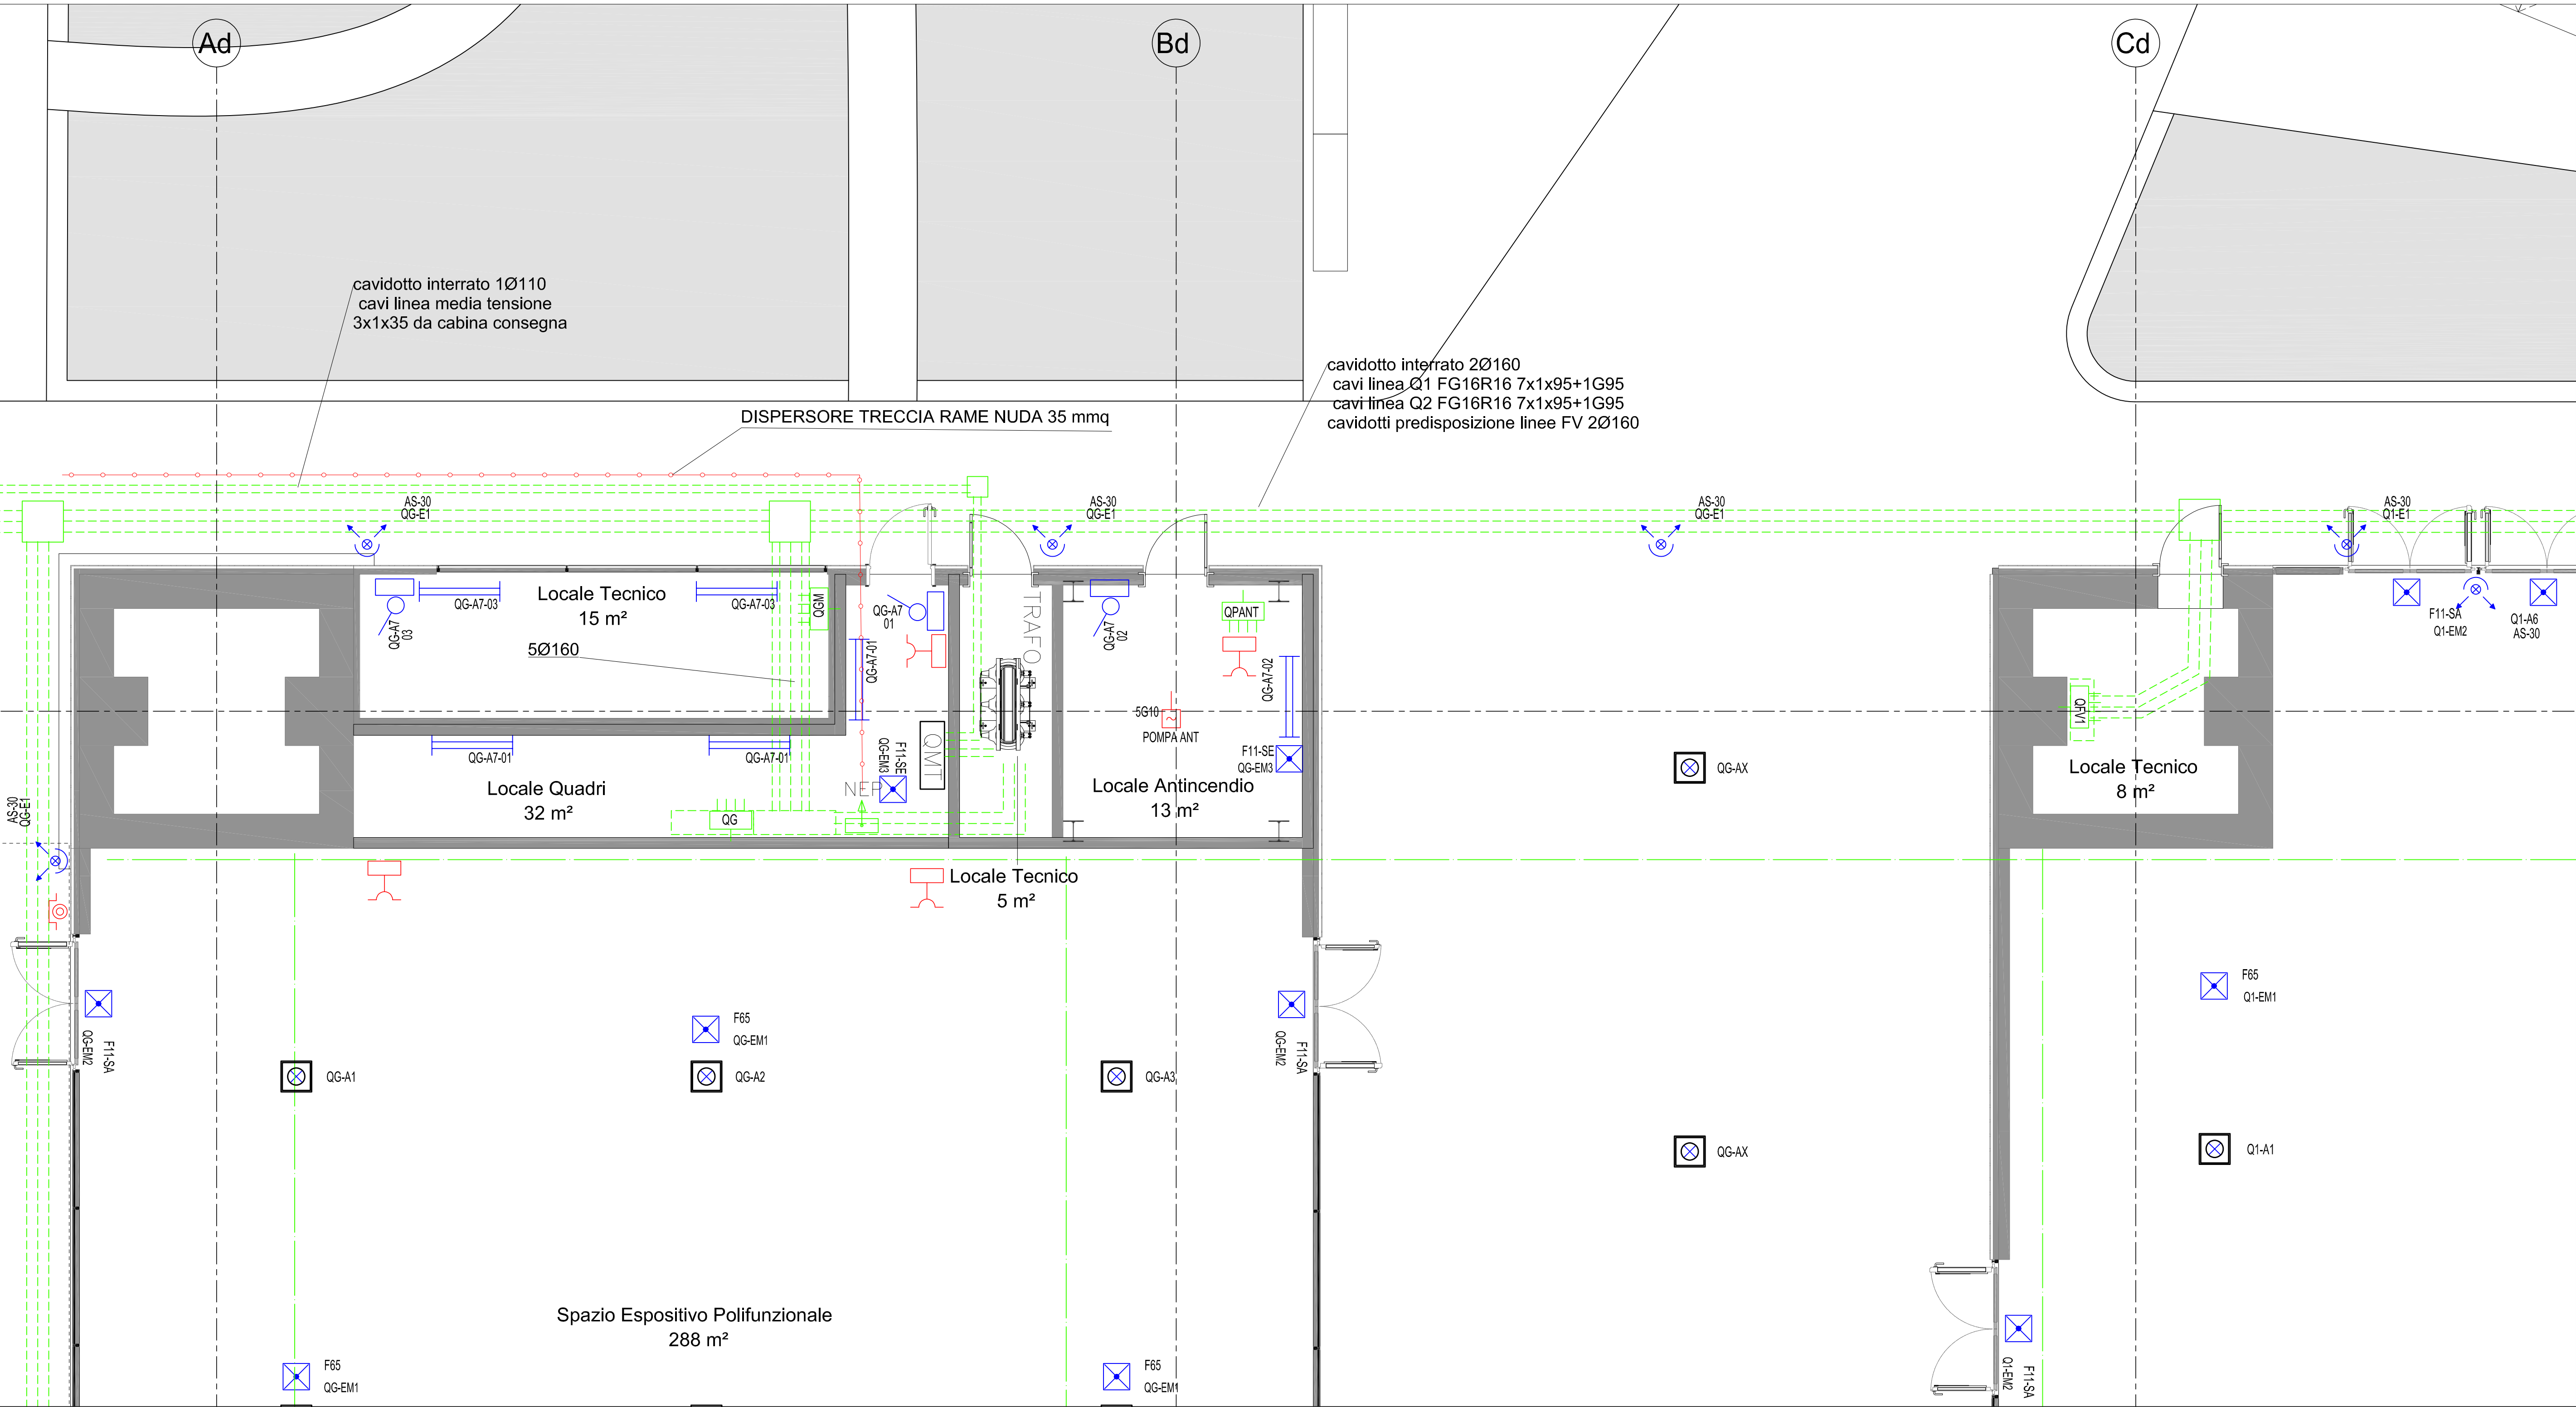 Ad
Bd
Cd
cavidotto interrato 1Ø110
cavi linea media tensione
3x1x35 da cabina consegna
cavidotto interrato 2Ø160
cavi linea Q1 FG16R16 7x1x95+1G95
cavi linea Q2 FG16R16 7x1x95+1G95
cavidotti predisposizione linee FV 2Ø160
DISPERSORE TRECCIA RAME NUDA 35 mmq
AS-30
QG-E1
AS-30
QG-E1
AS-30
QG-E1
AS-30
Q1-E1
QG-A7
03
QG-A7-03
Locale Tecnico
15 m²
QG-A7-03
QGM
5Ø160
QG-A7
01
QG-A7-01
TRAFO
QG-A7
02
QPANT
QG-A7-02
5G10
POMPA ANT
F11-SA
Q1-EM2
Q1-A6
AS-30
QFV1
QG-A7-01
QG-A7-01
Locale Quadri
32 m²
F11-SE
QG-EM3
QMT
NEP
QG
F11-SE
QG-EM3
Locale Antincendio
13 m²
QG-AX
Locale Tecnico
8 m²
AS-30
QG-E1
Locale Tecnico
5 m²
F65
Q1-EM1
F65
QG-EM1
QG-EM2
F11-SA
QG-EM2
F11-SA
QG-A1
QG-A2
QG-A3
QG-AX
Q1-A1
Spazio Espositivo Polifunzionale
288 m²
F65
QG-EM1
F65
QG-EM1
Q1-EM2
F11-SA